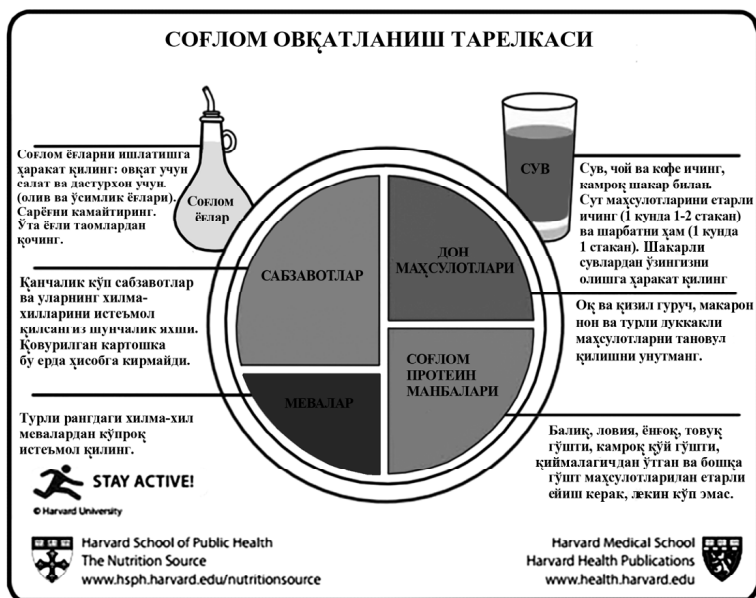 СОҒЛОМ ОВҚАТЛАНИШ ТАРЕЛКАСИ
Соғлом ёғларни ишлатишга
ҳаракат қилинг: овқат учун
салат ва дастурхон учун.
(олив ва ўсимлик ёғлари).
Сарёғни камайтиринг.
Ўта ёғли таомлардан
қочинг.
Соғлом
ёғлар
СУВ
Сув, чой ва кофе ичинг,
камроқ шакар билан.
Сут маҳсулотларини етарли
ичинг (1 кунда 1-2 стакан)
ва шарбатни ҳам (1 кунда
1 стакан). Шакарли
сувлардан ўзингизни
олишга ҳаракат қилинг
САБЗАВОТЛАР
ДОН
МАҲСУЛОТЛАРИ
Қанчалик кўп сабзавотлар
ва уларнинг хилма-
хилларини истеъмол
қилсангиз шунчалик яхши.
Қовурилган картошка
бу ерда ҳисобга кирмайди.
Оқ ва қизил гуруч, макарон
нон ва турли дуккакли
маҳсулотларни тановул
қилишни унутманг.
МЕВАЛАР
СОҒЛОМ
ПРОТЕИН
МАНБАЛАРИ
Турли рангдаги хилма-хил
мевалардан кўпроқ
истеъмол қилинг.
Балиқ, ловия, ёнғоқ, товуқ
гўшти, камроқ қўй гўшти,
қиймалагичдан ўтган ва бошқа
гўшт маҳсулотларилан етарли
ейиш керак, лекин кўп эмас.
STAY ACTIVE!
© Harvard University
Harvard School of Public Health
The Nutrition Source
www.hsph.harvard.edu/nutritionsource
Harvard Medical School
Harvard Health Publications
www.health.harvard.edu